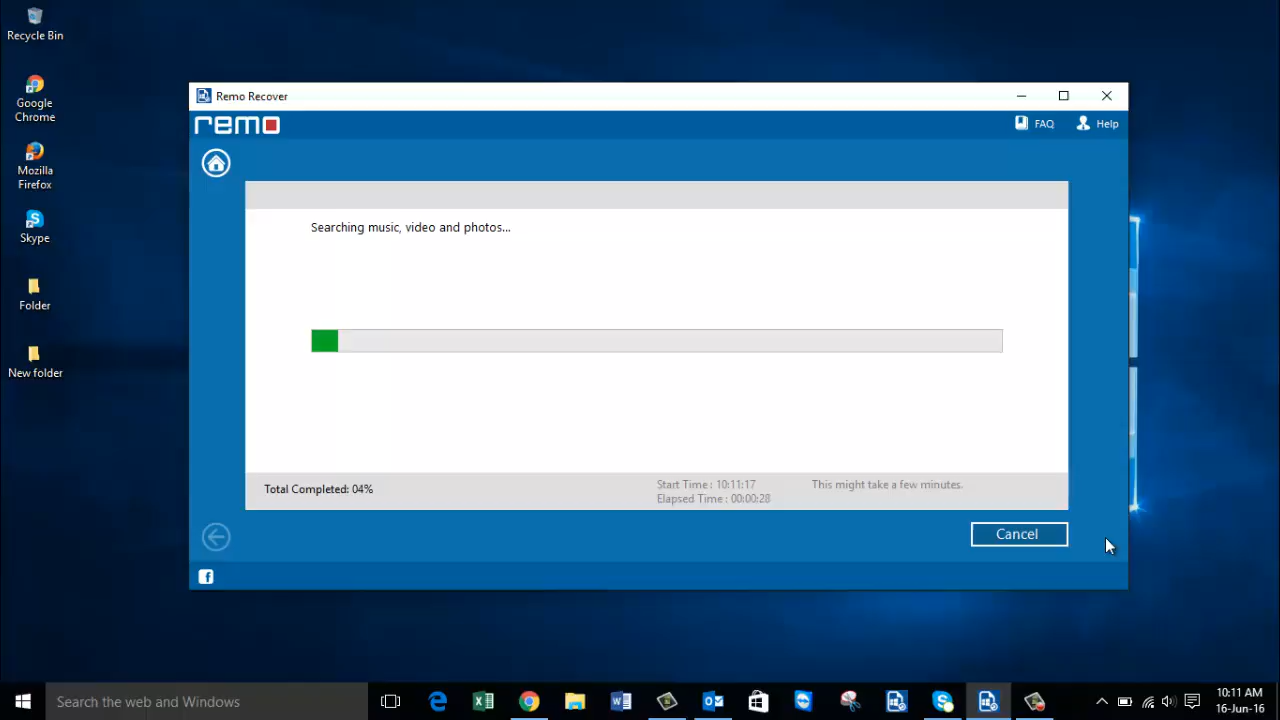 Recycle Bin
Google
Chrome
Mozilla
Firefox
Skype
Folder
New folder
Remo Recover
remo
FAQ
Help
Searching music, video and photos...
Total Completed: 04%
Start Time : 10:11:17
Elapsed Time : 00:00:28
This might take a few minutes.
Cancel
Search the web and Windows
10:11 AM
16-Jun-16